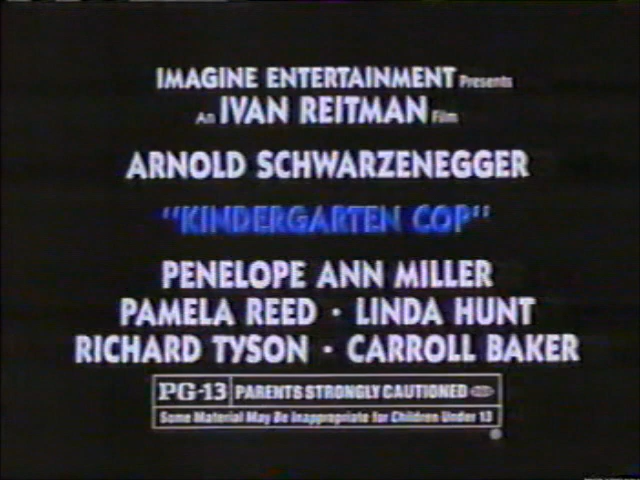 IMAGINE ENTERTAINMENT Presents
An IVAN REITMAN Film
ARNOLD SCHWARZENEGGER
"KINDERGARTEN COP"
PENELOPE ANN MILLER
PAMELA REED · LINDA HUNT
RICHARD TYSON · CARROLL BAKER
PG-13 PARENTS STRONGLY CAUTIONED
Some Material May Be Inappropriate for Children Under 13